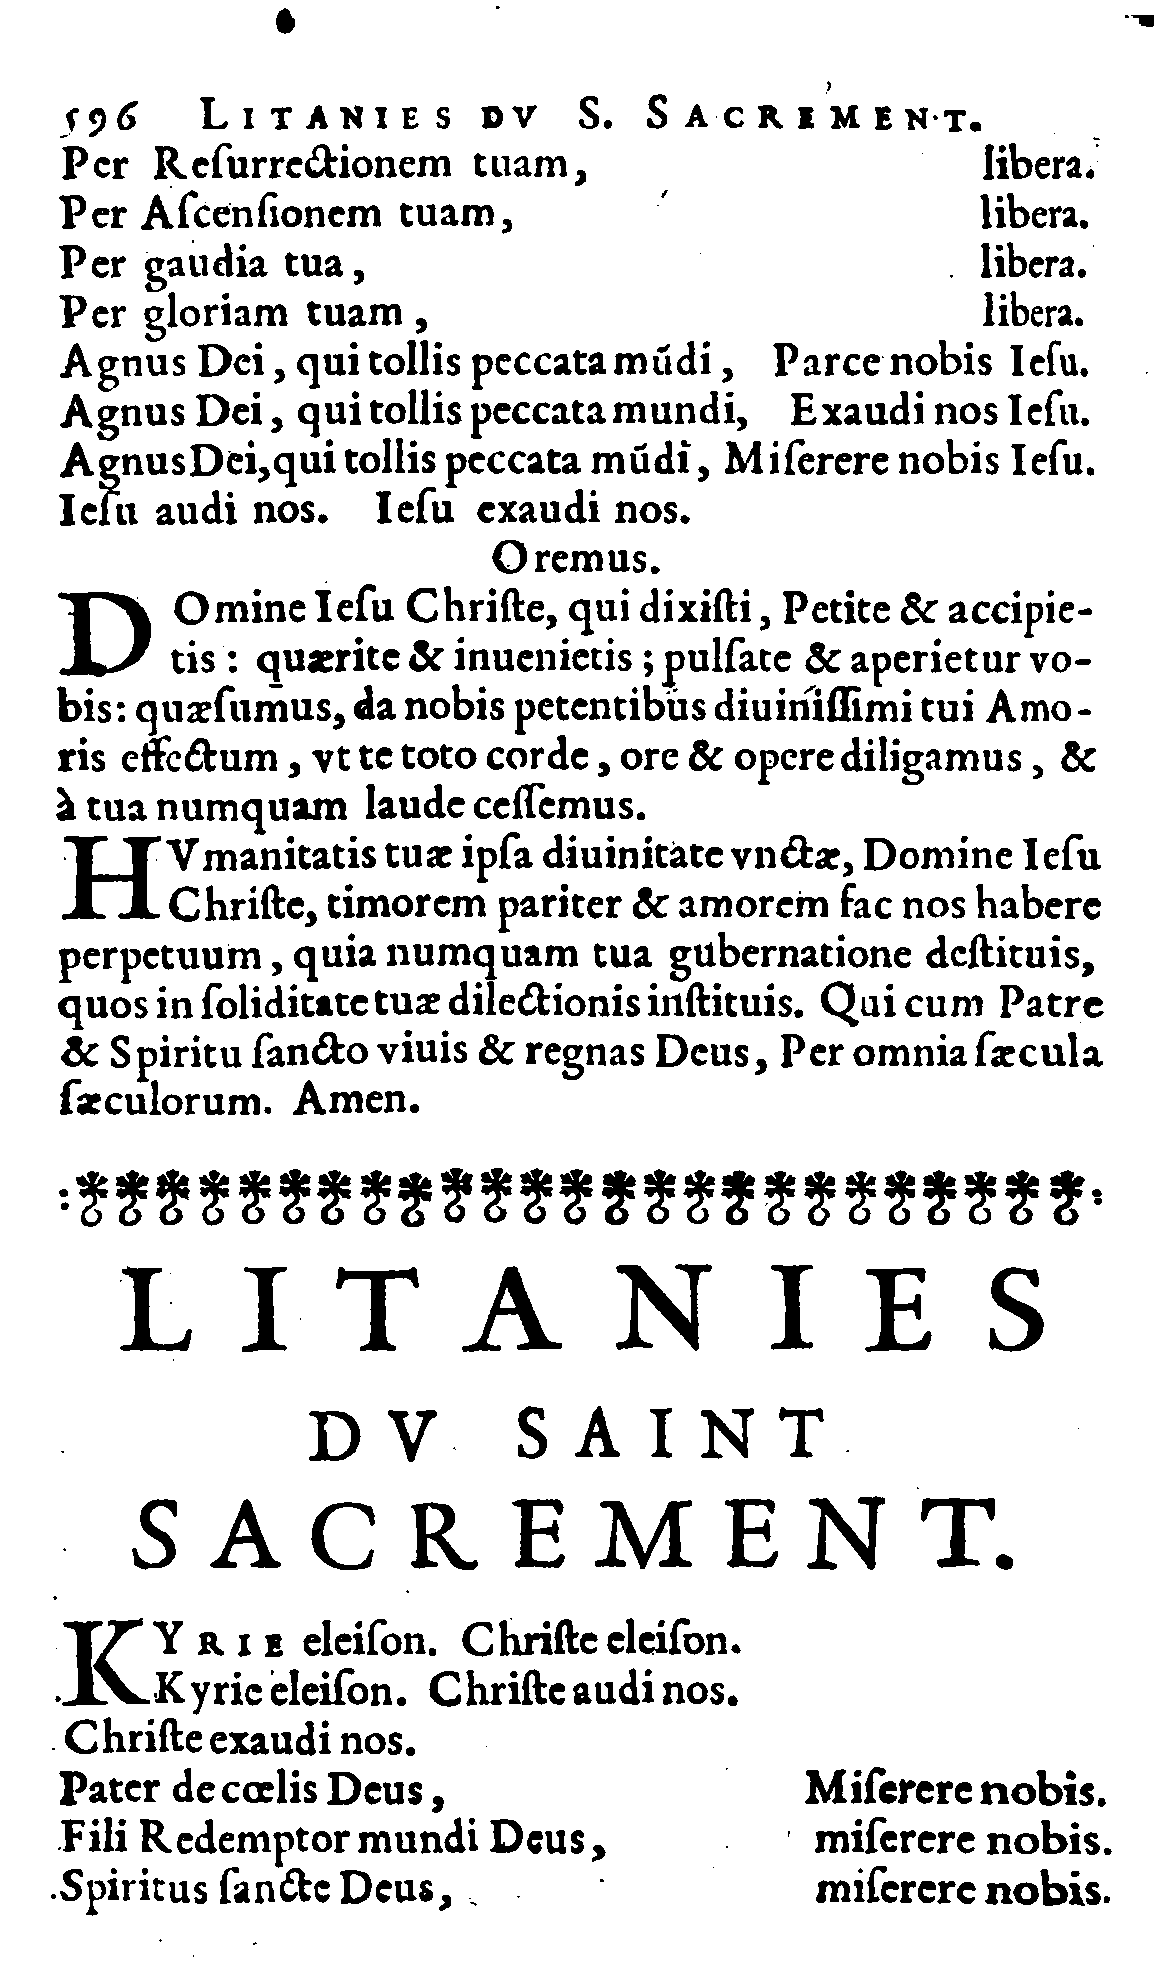 596 LITANIES DV S. SACREMENT.
Per Reſurrectionem tuam, libera.
Per Aſcenſionem tuam, libera.
Per gaudia tua, libera.
Per gloriam tuam, libera.
Agnus Dei, qui tollis peccata mũdi, Parce nobis Ieſu.
Agnus Dei, qui tollis peccata mundi, Exaudi nos Ieſu.
Agnus Dei, qui tollis peccata mũdi, Miſerere nobis Ieſu.
Ieſu audi nos. Ieſu exaudi nos.
Oremus.
DOmine Ieſu Chriſte, qui dixiſti, Petite & accipie-
tis: quærite & inuenietis; pulſate & aperietur vo-
bis: quæſumus, da nobis petentibus diuiniſſimi tui Amo-
ris effectum, vt te toto corde, ore & opere diligamus, &
à tua numquam laude ceſſemus.
HVmanitatis tuæ ipſa diuinitate vnctæ, Domine Ieſu
Chriſte, timorem pariter & amorem fac nos habere
perpetuum, quia numquam tua gubernatione deſtituis,
quos in ſoliditate tuæ dilectionis inſtituis. Qui cum Patre
& Spiritu ſancto viuis & regnas Deus, Per omnia ſæcula
ſæculorum. Amen.
LITANIES
DV SAINT
SACREMENT.
KYRIE eleiſon. Chriſte eleiſon.
Kyrie eleiſon. Chriſte audi nos.
Chriſte exaudi nos.
Pater de cœlis Deus, Miſerere nobis.
Fili Redemptor mundi Deus, miſerere nobis.
Spiritus ſancte Deus, miſerere nobis.